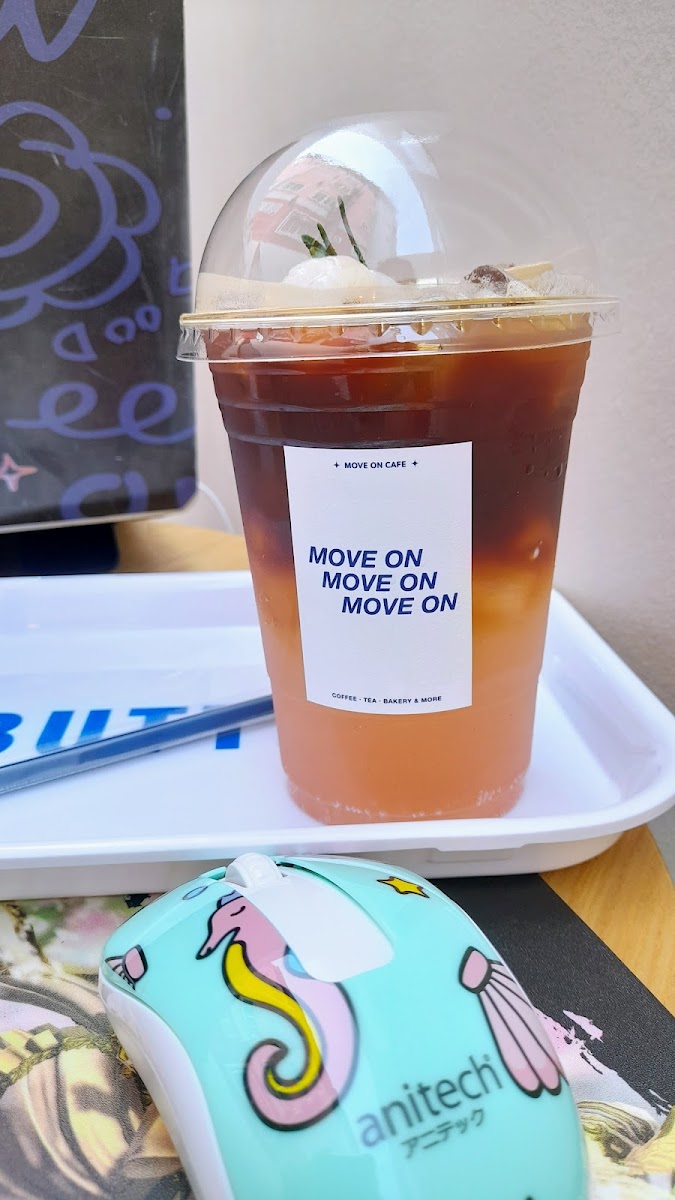 ✦ MOVE ON CAFE ✦
MOVE ON
MOVE ON
MOVE ON
COFFEE · TEA · BAKERY & MORE
BUTT
anitech®
アニテック